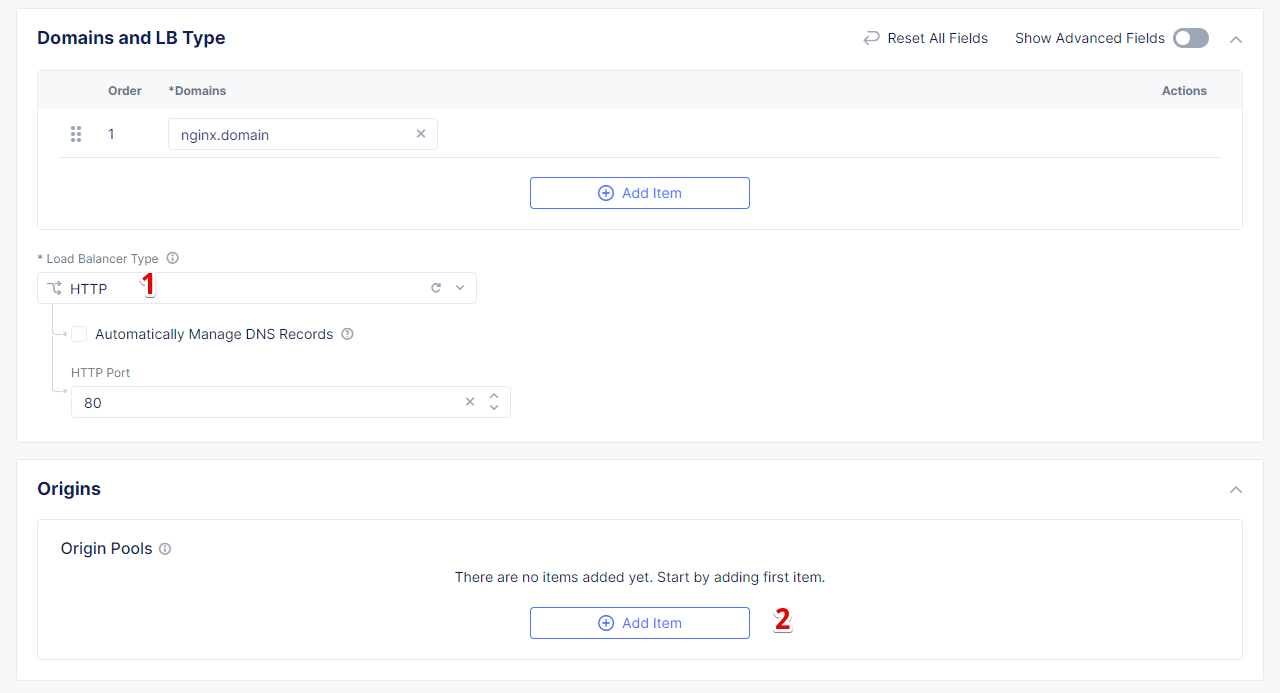 Domains and LB Type
Reset All Fields
Show Advanced Fields
Order *Domains Actions
1 nginx.domain
Add Item
* Load Balancer Type
HTTP 1
Automatically Manage DNS Records
HTTP Port
80
Origins
Origin Pools
There are no items added yet. Start by adding first item.
Add Item 2